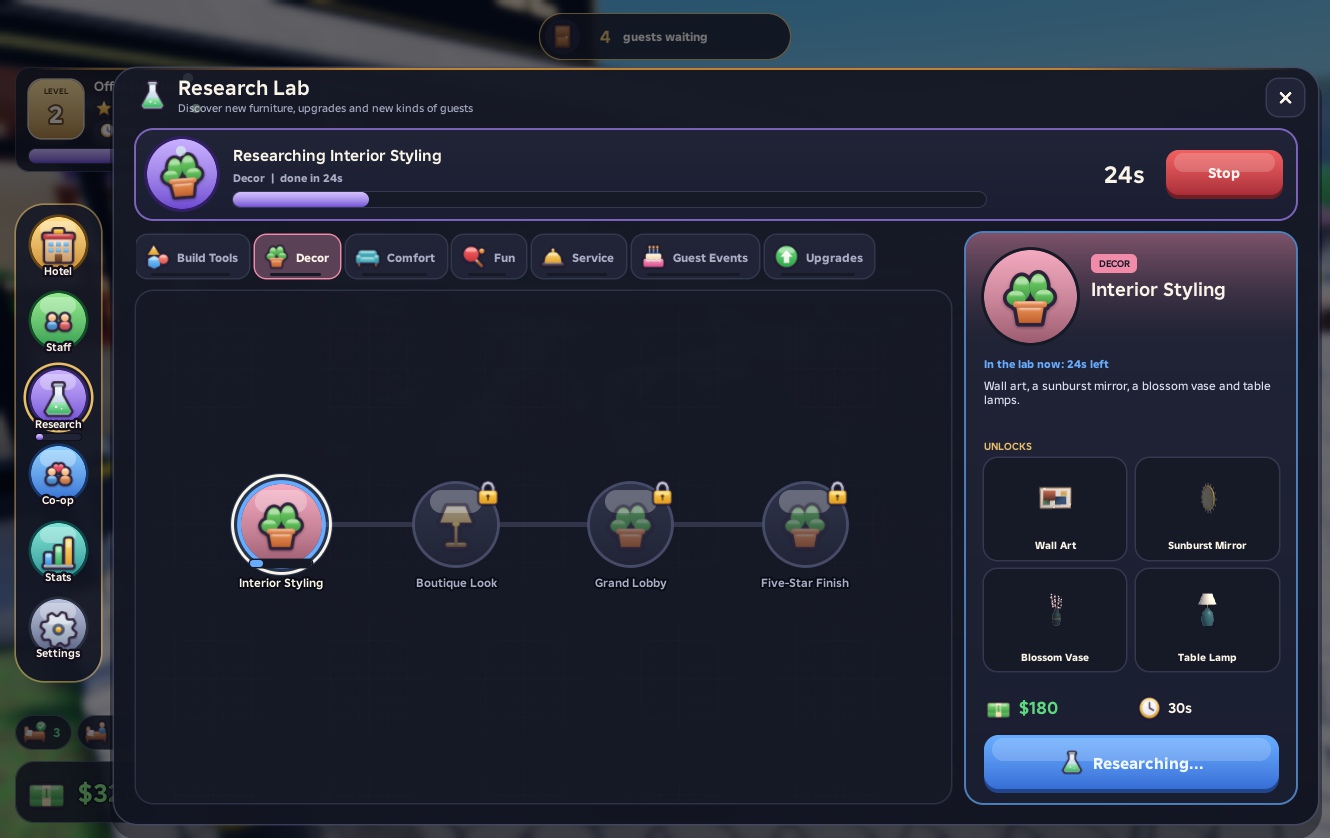 4 guests waiting
LEVEL
2
Research Lab
Discover new furniture, upgrades and new kinds of guests
Researching Interior Styling
Decor | done in 24s
24s
Stop
Hotel
Staff
Research
Co-op
Stats
Settings
3
Build Tools
Decor
Comfort
Fun
Service
Guest Events
Upgrades
Interior Styling
Boutique Look
Grand Lobby
Five-Star Finish
DECOR
Interior Styling
In the lab now: 24s left
Wall art, a sunburst mirror, a blossom vase and table
lamps.
UNLOCKS
Wall Art
Sunburst Mirror
Blossom Vase
Table Lamp
$180
30s
Researching...